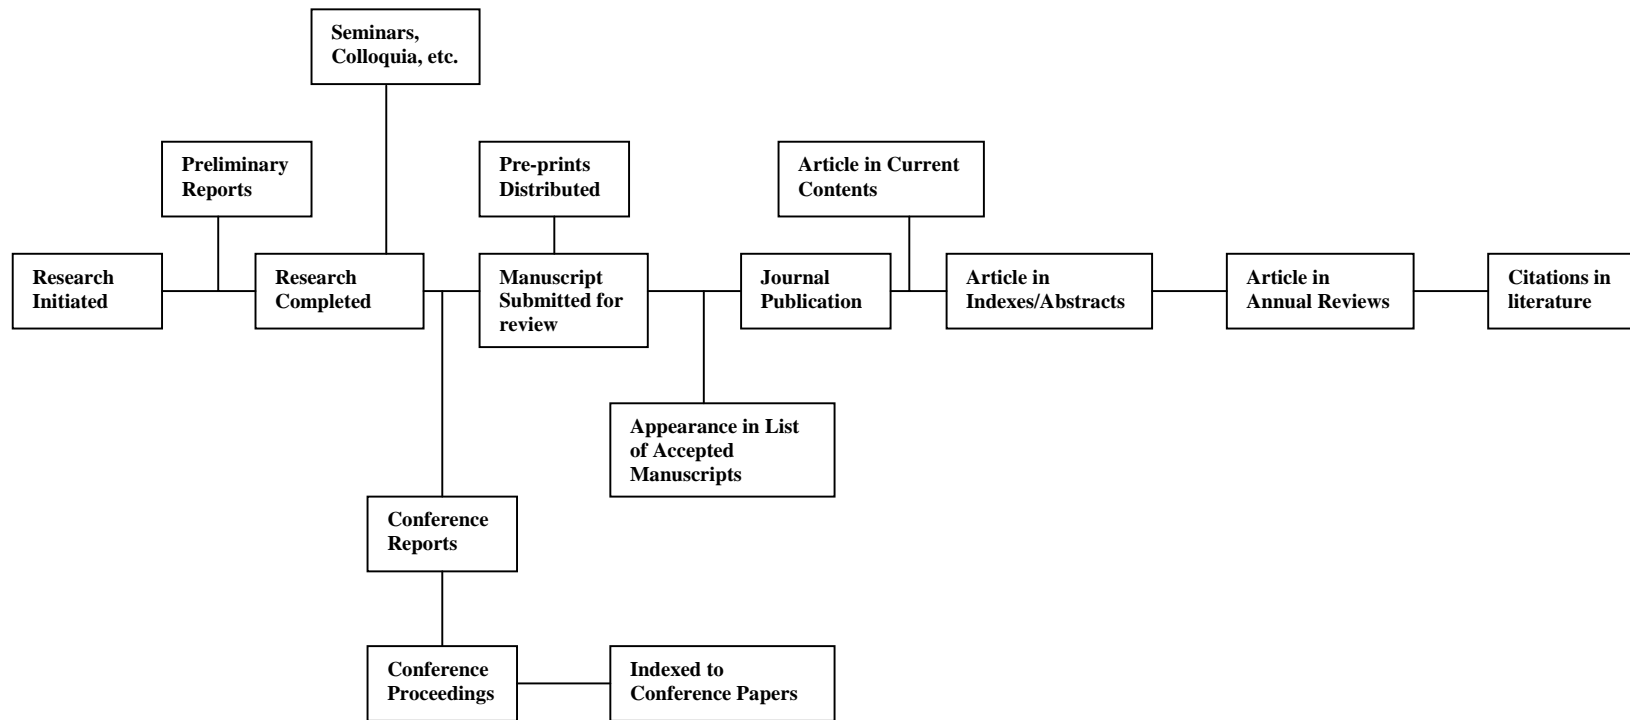 Seminars,
Colloquia, etc.
Preliminary
Reports
Pre-prints
Distributed
Article in Current
Contents
Research
Initiated
Research
Completed
Manuscript
Submitted for
review
Journal
Publication
Article in
Indexes/Abstracts
Article in
Annual Reviews
Citations in
literature
Appearance in List
of Accepted
Manuscripts
Conference
Reports
Conference
Proceedings
Indexed to
Conference Papers